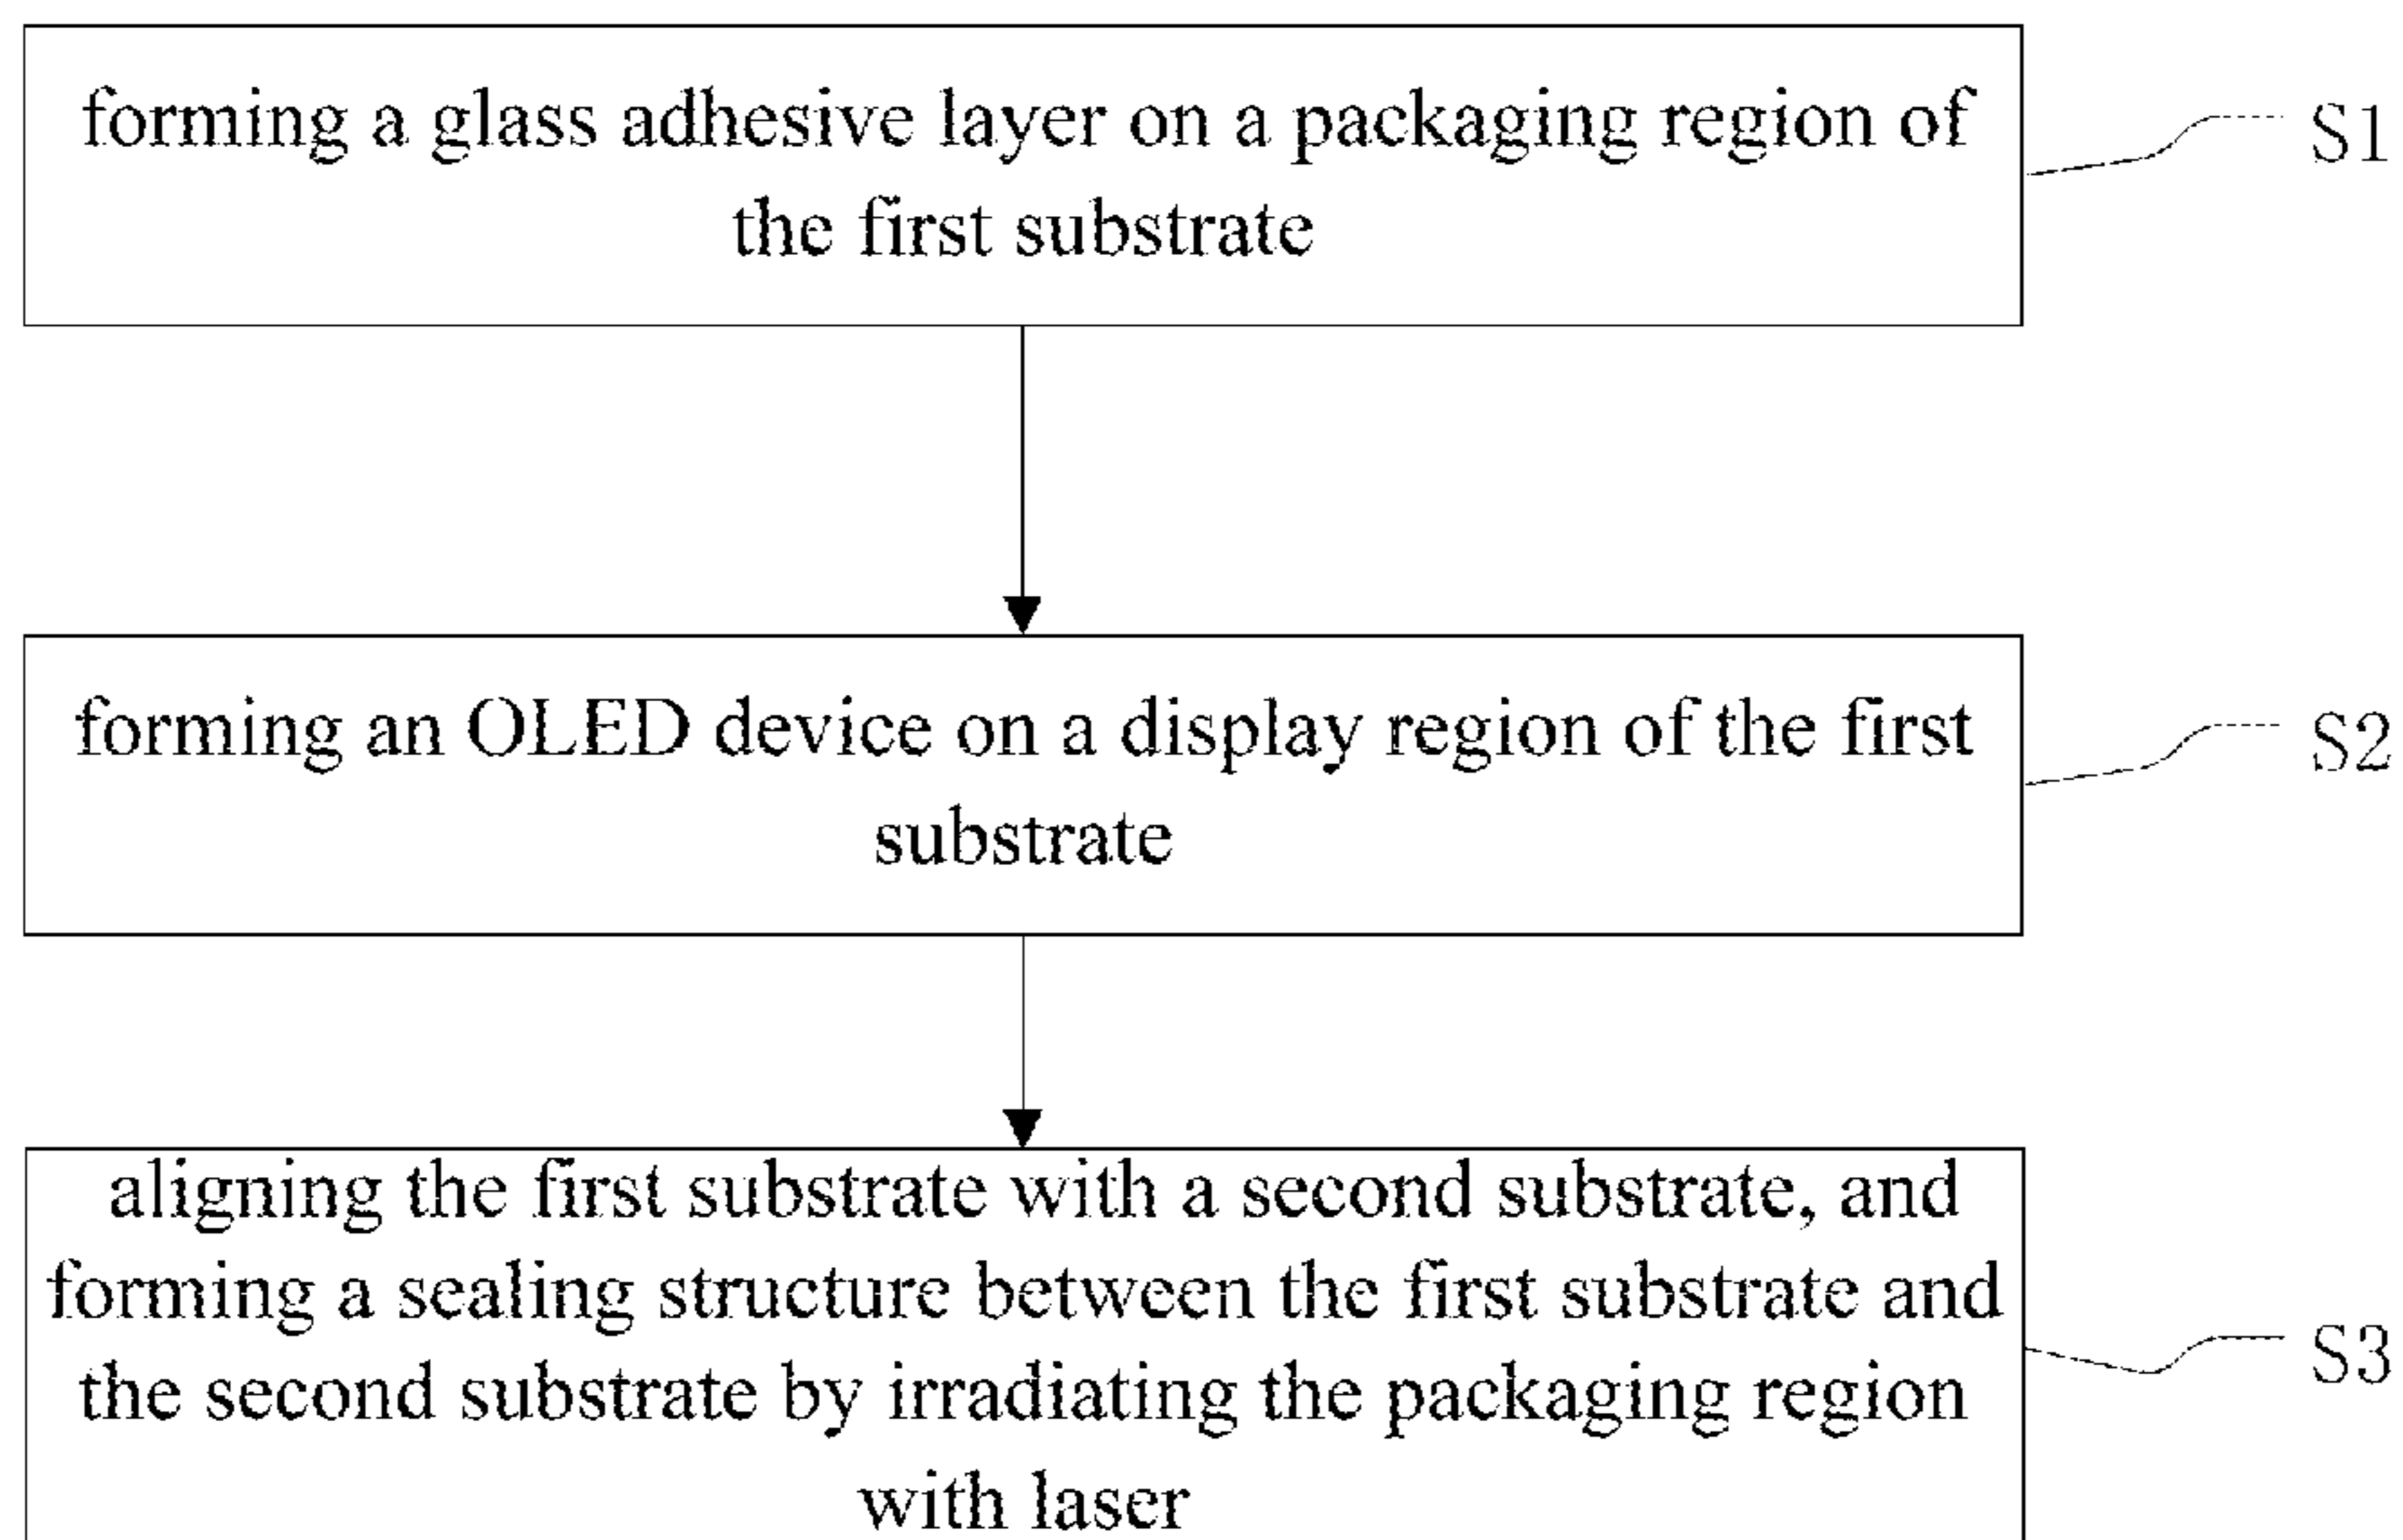 forming a glass adhesive layer on a packaging region of
the first substrate
S1
forming an OLED device on a display region of the first
substrate
S2
aligning the first substrate with a second substrate, and
forming a sealing structure between the first substrate and
the second substrate by irradiating the packaging region
with laser
S3